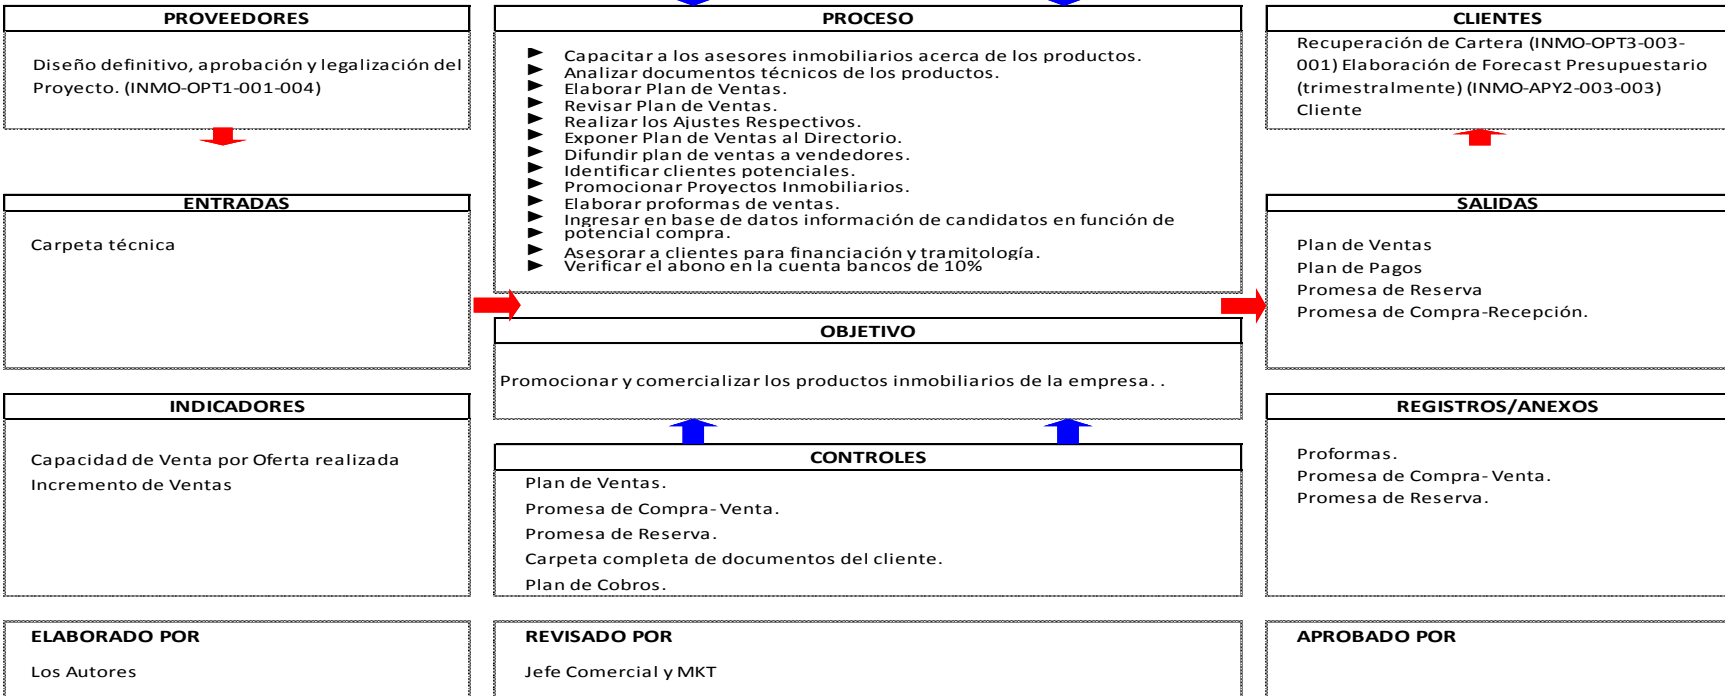 PROVEEDORES
Diseño definitivo, aprobación y legalización del
Proyecto. (INMO-OPT1-001-004)
ENTRADAS
Carpeta técnica
INDICADORES
Capacidad de Venta por Oferta realizada
Incremento de Ventas
ELABORADO POR
Los Autores
PROCESO
Capacitar a los asesores inmobiliarios acerca de los productos.
Analizar documentos técnicos de los productos.
Elaborar Plan de Ventas.
Revisar Plan de Ventas.
Realizar los Ajustes Respectivos.
Exponer Plan de Ventas al Directorio.
Difundir plan de ventas a vendedores.
Identificar clientes potenciales.
Promocionar Proyectos Inmobiliarios.
Elaborar proformas de ventas.
Ingresar en base de datos información de candidatos en función de
potencial compra.
Asesorar a clientes para financiación y tramitología.
Verificar el abono en la cuenta bancos de 10%
OBJETIVO
Promocionar y comercializar los productos inmobiliarios de la empresa. .
CONTROLES
Plan de Ventas.
Promesa de Compra- Venta.
Promesa de Reserva.
Carpeta completa de documentos del cliente.
Plan de Cobros.
REVISADO POR
Jefe Comercial y MKT
CLIENTES
Recuperación de Cartera (INMO-OPT3-003-
001) Elaboración de Forecast Presupuestario
(trimestralmente) (INMO-APY2-003-003)
Cliente
SALIDAS
Plan de Ventas
Plan de Pagos
Promesa de Reserva
Promesa de Compra-Recepción.
REGISTROS/ANEXOS
Proformas.
Promesa de Compra- Venta.
Promesa de Reserva.
APROBADO POR